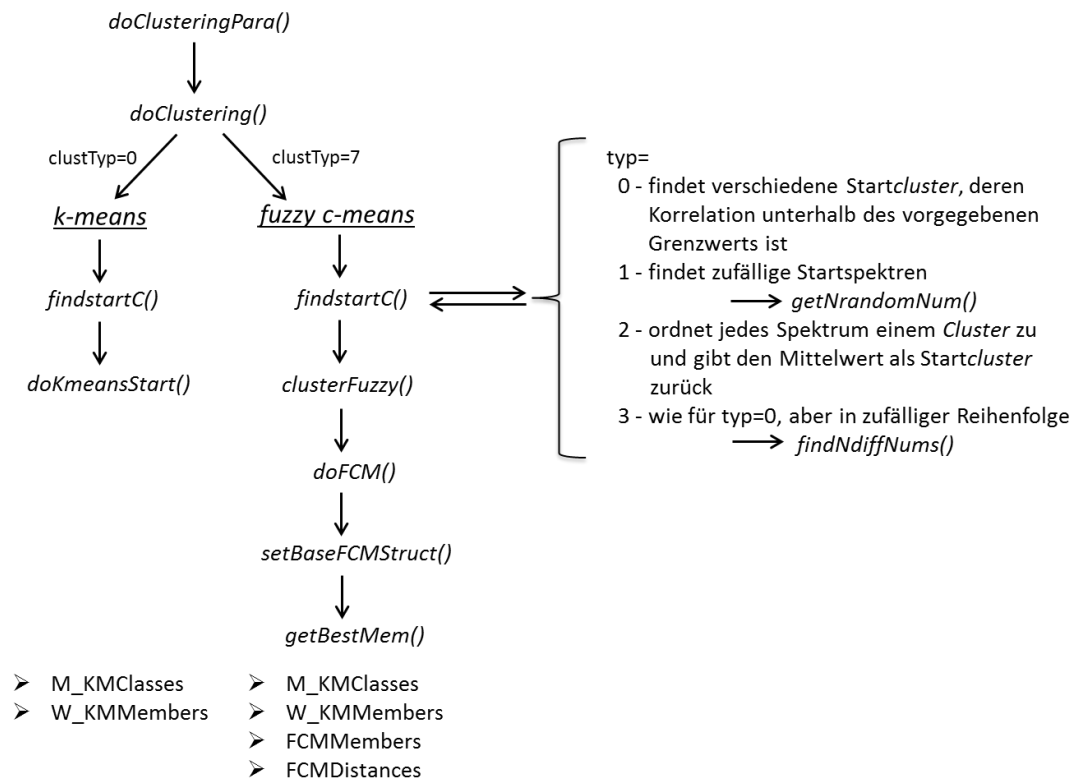 doClusteringPara()
doClustering()
clustTyp=0
clustTyp=7
k-means
fuzzy c-means
findstartC()
findstartC()
doKmeansStart()
clusterFuzzy()
doFCM()
setBaseFCMStruct()
getBestMem()
typ=
0 - findet verschiedene Startcluster, deren
Korrelation unterhalb des vorgegebenen
Grenzwerts ist
1 - findet zufällige Startspektren
getNrandomNum()
2 - ordnet jedes Spektrum einem Cluster zu
und gibt den Mittelwert als Startcluster
zurück
3 - wie für typ=0, aber in zufälliger Reihenfolge
findNdiffNums()
➢ M_KMClasses
➢ W_KMMembers
➢ M_KMClasses
➢ W_KMMembers
➢ FCMMembers
➢ FCMDistances